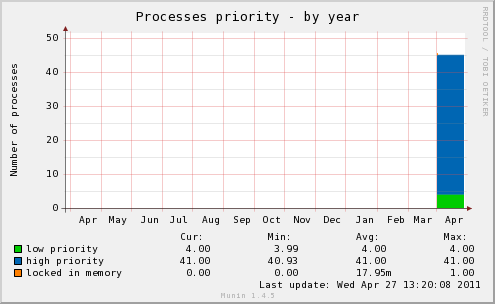 Processes priority - by year
RRDTOOL / TOBI OETIKER
Number of processes
50
40
30
20
10
0
Apr May Jun Jul Aug Sep Oct Nov Dec Jan Feb Mar Apr
Cur: Min: Avg: Max:
low priority 4.00 3.99 4.00 4.00
high priority 41.00 40.93 41.00 41.00
locked in memory 0.00 0.00 17.95m 1.00
Last update: Wed Apr 27 13:20:08 2011
Munin 1.4.5